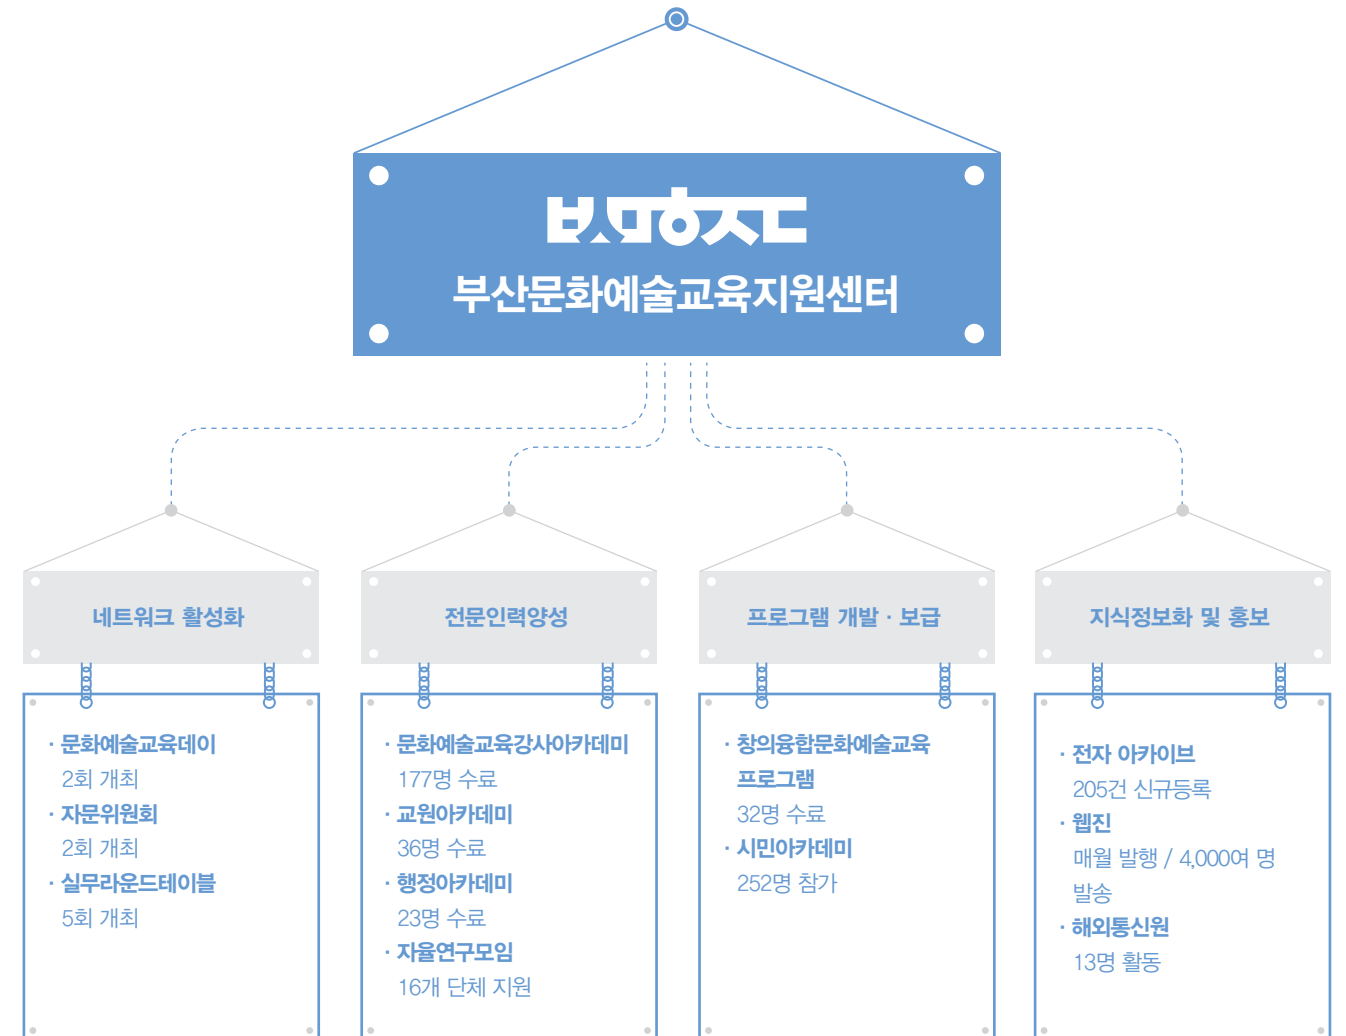 부산문화예술교육지원센터
네트워크 활성화
· 문화예술교육데이
2회 개최
· 자문위원회
2회 개최
· 실무라운드테이블
5회 개최
전문인력양성
· 문화예술교육강사아카데미
177명 수료
· 교원아카데미
36명 수료
· 행정아카데미
23명 수료
· 자율연구모임
16개 단체 지원
프로그램 개발 · 보급
· 창의융합문화예술교육
프로그램
32명 수료
· 시민아카데미
252명 참가
지식정보화 및 홍보
· 전자 아카이브
205건 신규등록
· 웹진
매월 발행 / 4,000여 명
발송
· 해외통신원
13명 활동